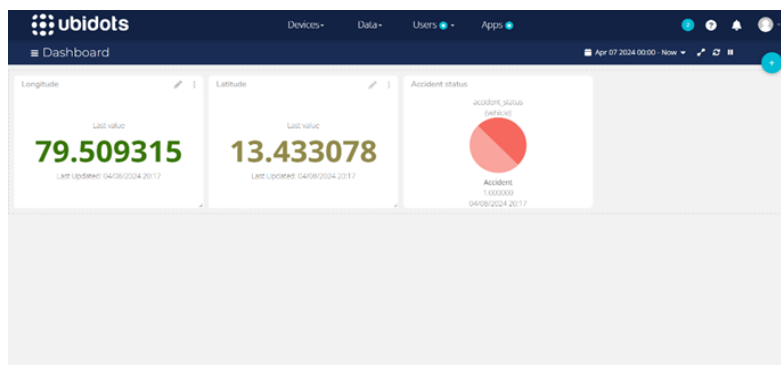 ubidots
Devices
Data
Users
Apps
Dashboard
Apr 07 2024 00:00 - Now
Longitude
Last value
79.509315
Last Updated: 04/08/2024 20:17
Latitude
Last value
13.433078
Last Updated: 04/08/2024 20:17
Accident status
accident_status
(vehicle)
Accident
1.000000
04/08/2024 20:17